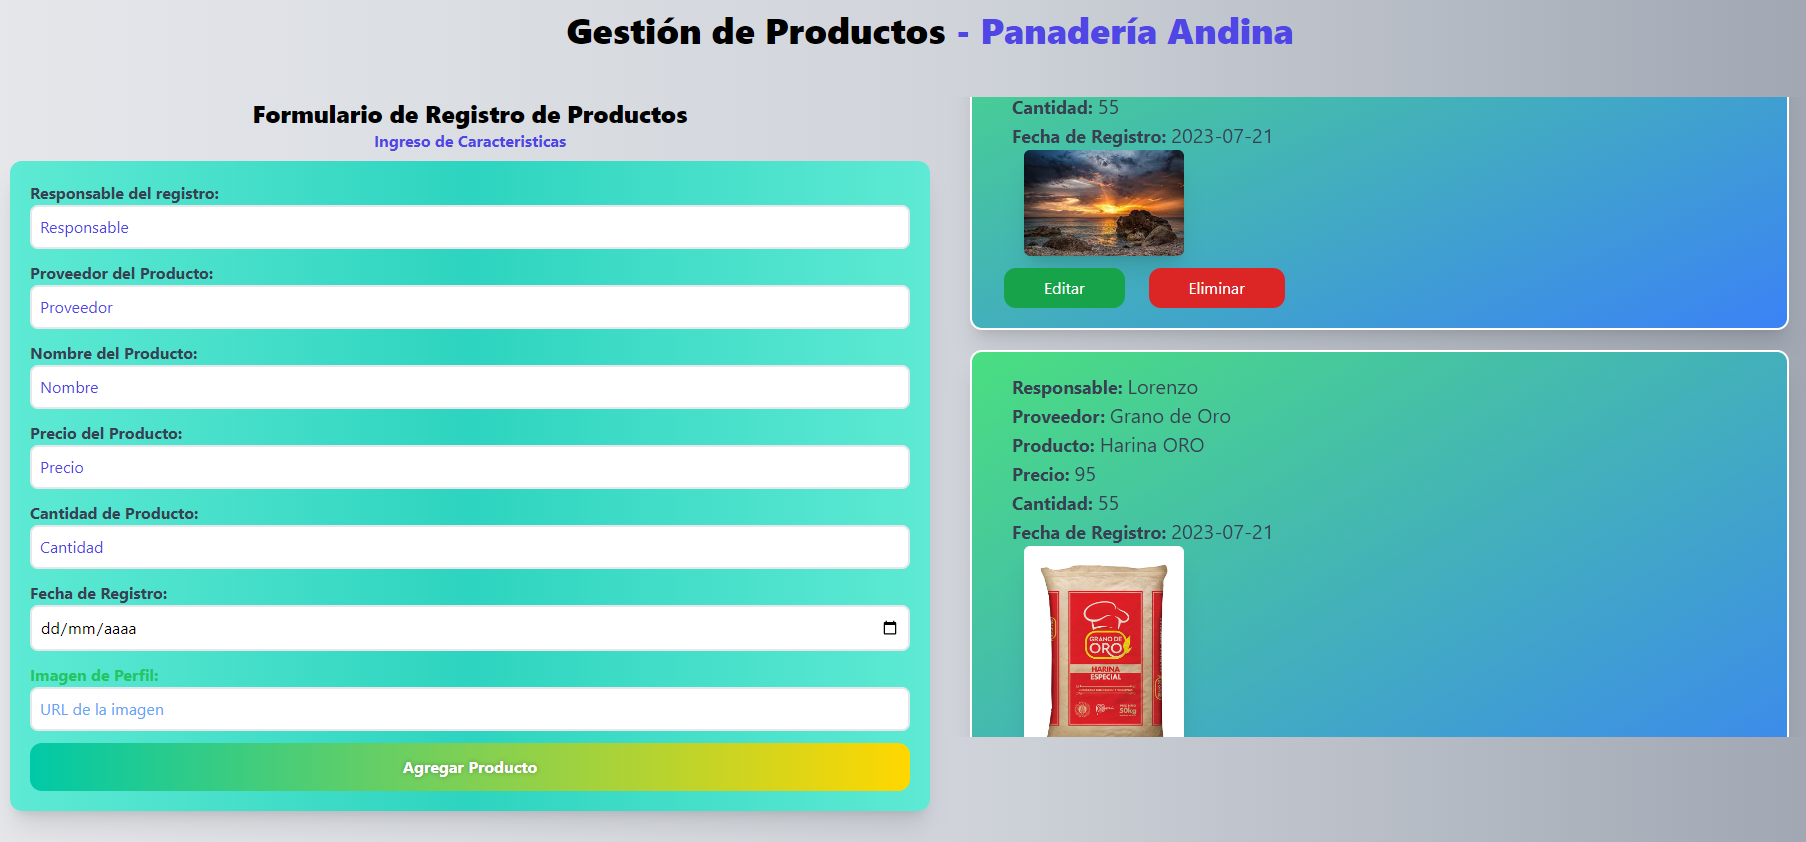 Gestión de Productos - Panadería Andina
Formulario de Registro de Productos
Ingreso de Caracteristicas
Responsable del registro:
Responsable
Proveedor del Producto:
Proveedor
Nombre del Producto:
Nombre
Precio del Producto:
Precio
Cantidad de Producto:
Cantidad
Fecha de Registro:
dd/mm/aaaa
Imagen de Perfil:
URL de la imagen
Agregar Producto
Cantidad: 55
Fecha de Registro: 2023-07-21
Editar
Eliminar
Responsable: Lorenzo
Proveedor: Grano de Oro
Producto: Harina ORO
Precio: 95
Cantidad: 55
Fecha de Registro: 2023-07-21
GRANO DE
ORO
HARINA
ESPECIAL
50kg